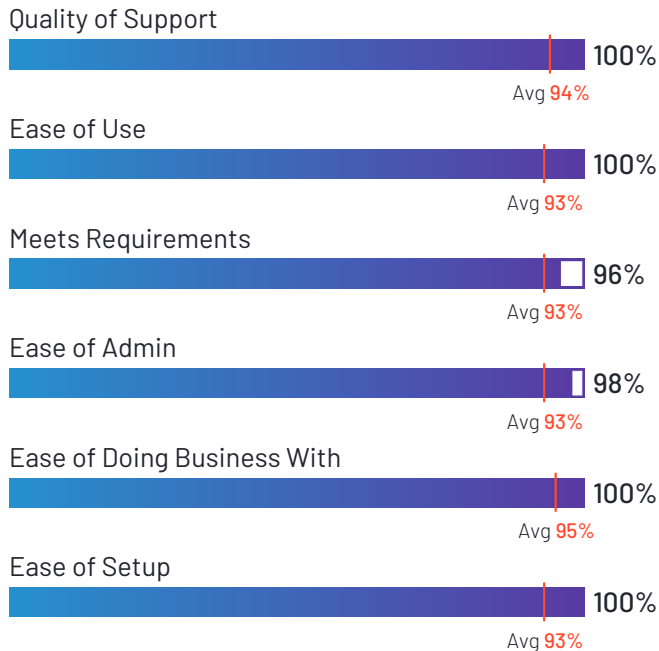 Quality of Support
100%
Avg 94%
Ease of Use
100%
Avg 93%
Meets Requirements
96%
Avg 93%
Ease of Admin
98%
Avg 93%
Ease of Doing Business With
100%
Avg 95%
Ease of Setup
100%
Avg 93%